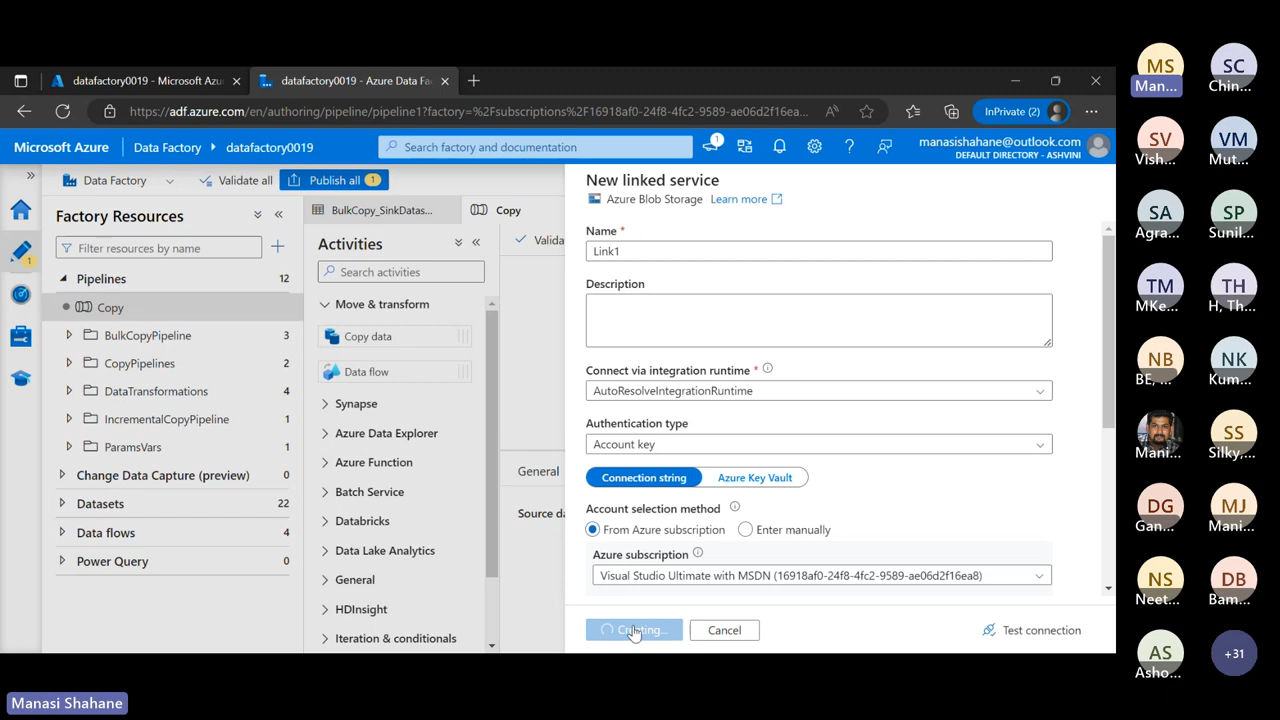 datafactory0019 - Microsoft Azu
datafactory0019 - Azure Data Fa
https://adf.azure.com/en/authoring/pipeline/pipeline1?factory=%2Fsubscriptions%2F16918af0-24f8-4fc2-9589-ae06d2f16ea...
InPrivate (2)
Microsoft Azure
Data Factory
datafactory0019
Search factory and documentation
1
manasishahane@outlook.com
DEFAULT DIRECTORY - ASHVINI
Data Factory
Validate all
Publish all
1
1
Factory Resources
Filter resources by name
Pipelines
12
Copy
BulkCopyPipeline
3
CopyPipelines
2
DataTransformations
4
IncrementalCopyPipeline
1
ParamsVars
1
Change Data Capture (preview)
0
Datasets
22
Data flows
4
Power Query
0
BulkCopy_SinkDatas...
Copy
Activities
Search activities
Move & transform
Copy data
Data flow
Synapse
Azure Data Explorer
Azure Function
Batch Service
Databricks
Data Lake Analytics
General
HDInsight
Iteration & conditionals
Valida
General
Source da
New linked service
Azure Blob Storage
Learn more
Name *
Link1
Description
Connect via integration runtime *
AutoResolveIntegrationRuntime
Authentication type
Account key
Connection string
Azure Key Vault
Account selection method
From Azure subscription
Enter manually
Azure subscription
Visual Studio Ultimate with MSDN (16918af0-24f8-4fc2-9589-ae06d2f16ea8)
Creating...
Cancel
Test connection
MS
Man...
SC
Chin...
SV
Vish...
VM
Mut...
SA
Agra...
SP
Sunil...
TM
MKe...
TH
H, Th...
NB
BE, ...
NK
Kum...
Mani...
SS
Silky,...
DG
Gan...
MJ
Mani...
NS
Neet...
DB
Bam...
AS
Asho...
+31
Manasi Shahane